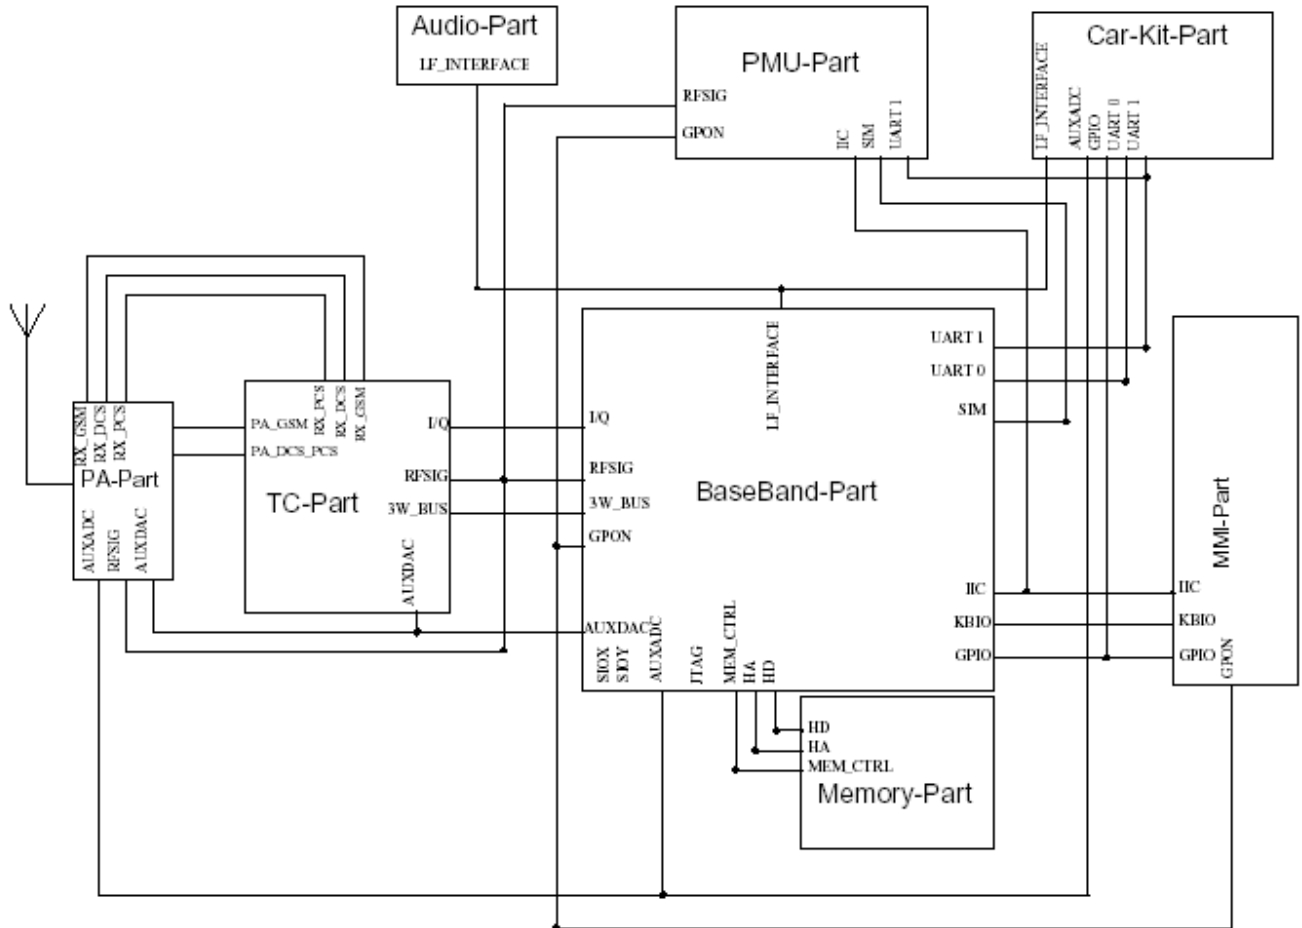 Audio-Part
LF_INTERFACE
PMU-Part
RFSIG
GPON
IIC
SIM
UART 1
Car-Kit-Part
LF_INTERFACE
AUXADC
GPIO
UART 0
UART 1
RX_GSM
RX_DCS
RX_PCS
PA-Part
AUXADC
RFSIG
AUXDAC
RX_PCS
RX_DCS
RX_GSM
PA_GSM
PA_DCS_PCS
I/Q
RFSIG
3W_BUS
TC-Part
AUXDAC
LF_INTERFACE
UART 1
UART 0
SIM
I/Q
RFSIG
3W_BUS
GPON
BaseBand-Part
IIC
KBIO
GPIO
AUXDAC
SIOX
SIOY
AUXADC
JTAG
MEM_CTRL
HA
HD
MMI-Part
IIC
KBIO
GPIO
GPON
HD
HA
MEM_CTRL
Memory-Part